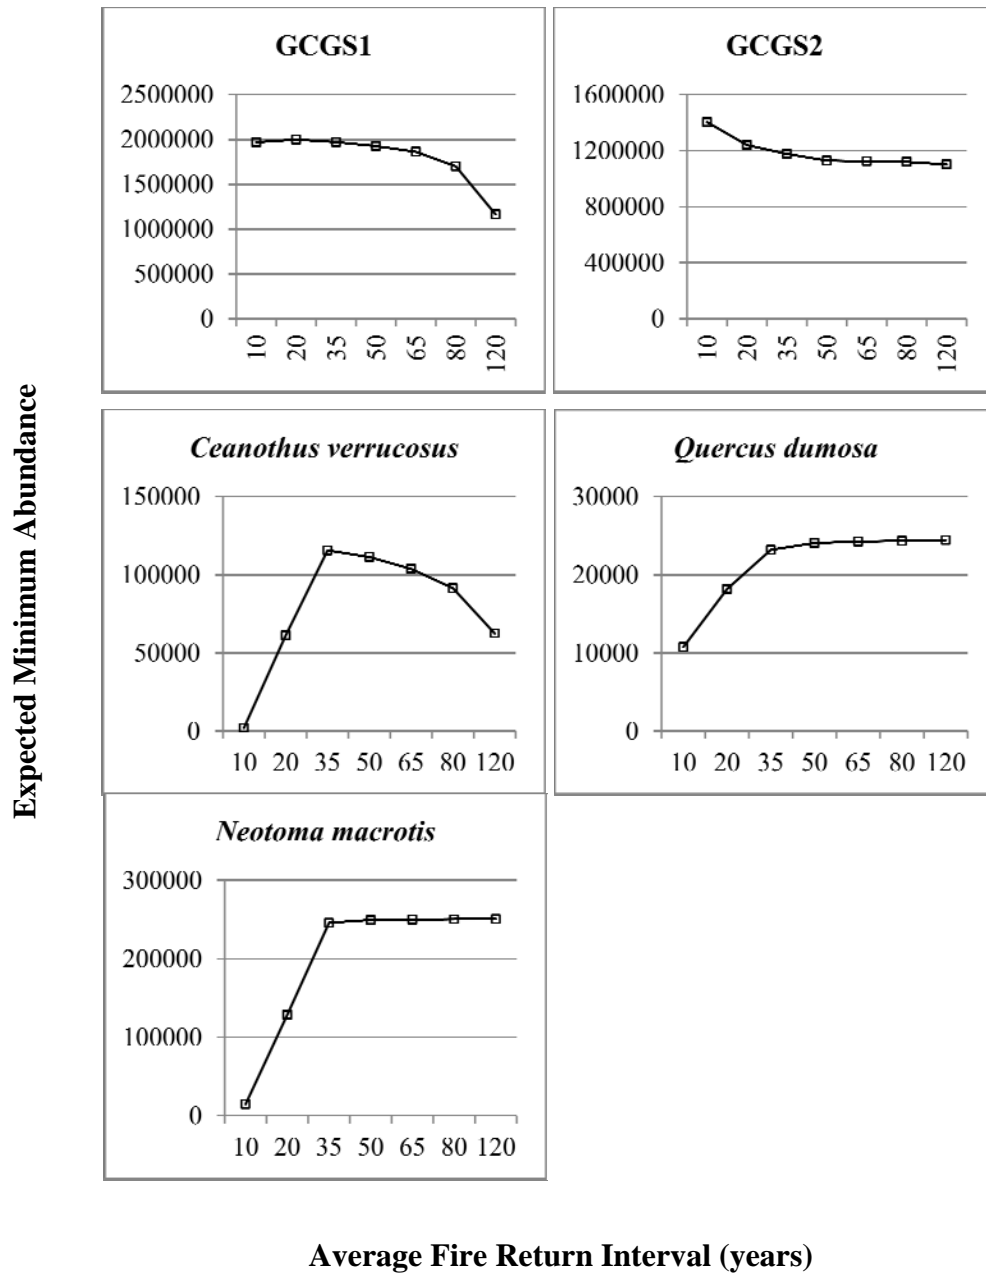 GCGS1
2500000
2000000
1500000
1000000
500000
0
10 20 35 50 65 80 120
GCGS2
1600000
1200000
800000
400000
0
10 20 35 50 65 80 120
Expected Minimum Abundance
Ceanothus verrucosus
150000
100000
50000
0
10 20 35 50 65 80 120
Quercus dumosa
30000
20000
10000
0
10 20 35 50 65 80 120
Neotoma macrotis
300000
200000
100000
0
10 20 35 50 65 80 120
Average Fire Return Interval (years)